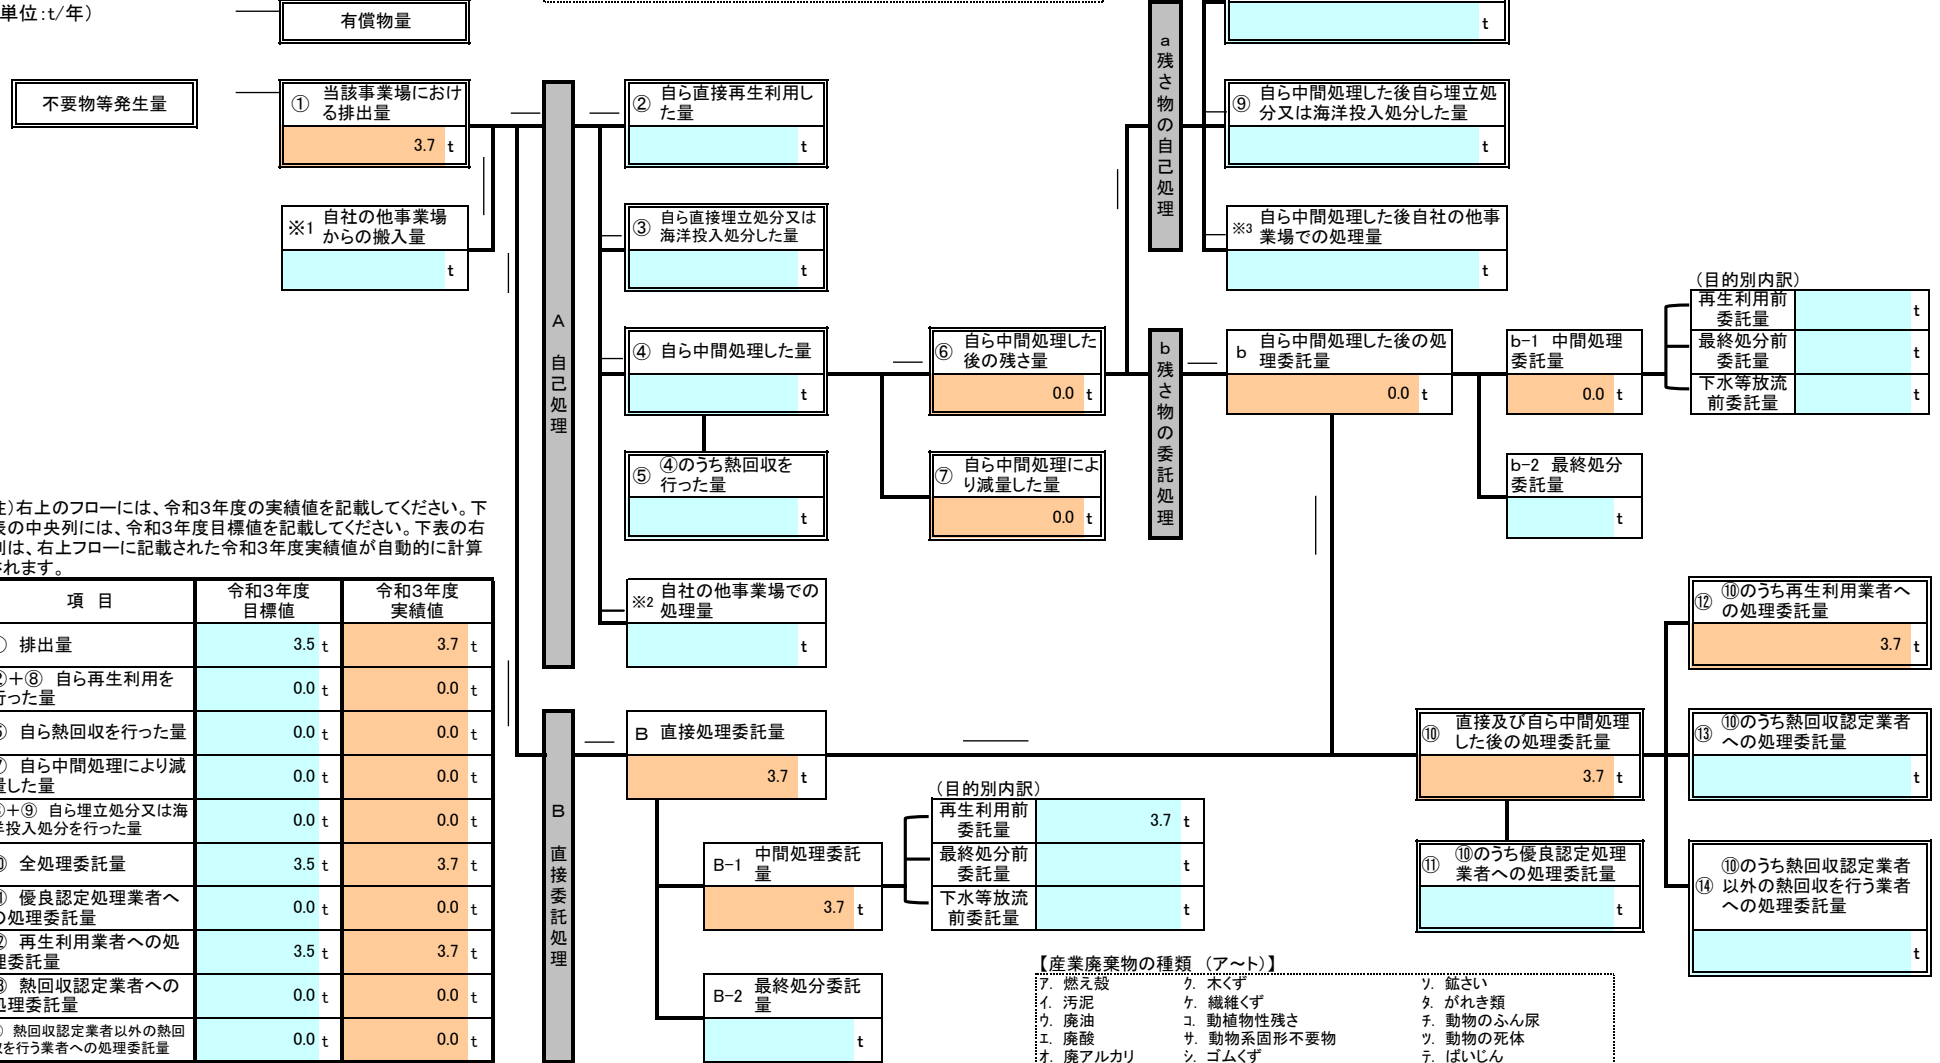 単位:t/年）
有償物量
t
不要物等発生量
① 当該事業場におけ
る排出量
3.7 t
※1 自社の他事業場
からの搬入量
t
A 自己処理
② 自ら直接再生利用し
た量
t
③ 自ら直接埋立処分又は
海洋投入処分した量
t
④ 自ら中間処理した量
t
⑤ ④のうち熱回収を
行った量
t
※2 自社の他事業場での
処理量
t
⑥ 自ら中間処理した
後の残さ量
0.0 t
⑦ 自ら中間処理によ
り減量した量
0.0 t
a 残さ物の自己処理
⑨ 自ら中間処理した後自ら埋立処
分又は海洋投入処分した量
t
※3 自ら中間処理した後自社の他事
業場での処理量
t
b 残さ物の委託処理
b 自ら中間処理した後の処
理委託量
0.0 t
b-1 中間処理
委託量
0.0 t
b-2 最終処分
委託量
t
（目的別内訳）
再生利用前
委託量 t
最終処分前
委託量 t
下水等放流
前委託量 t
)右上のフローには、令和3年度の実績値を記載してください。下
の中央列には、令和3年度目標値を記載してください。下表の右
は、右上フローに記載された令和3年度実績値が自動的に計算
れます。
項 目 令和3年度
目標値 令和3年度
実績値
排出量 3.5 t 3.7 t
＋⑧ 自ら再生利用を
行った量 0.0 t 0.0 t
自ら熱回収を行った量 0.0 t 0.0 t
自ら中間処理により減
量した量 0.0 t 0.0 t
＋⑨ 自ら埋立処分又は海
洋投入処分を行った量 0.0 t 0.0 t
全処理委託量 3.5 t 3.7 t
優良認定処理業者へ
の処理委託量 0.0 t 0.0 t
再生利用業者への処
理委託量 3.5 t 3.7 t
熱回収認定業者への
処理委託量 0.0 t 0.0 t
熱回収認定業者以外の熱回
収を行う業者への処理委託量 0.0 t 0.0 t
B 直接委託処理
B 直接処理委託量
3.7 t
B-1 中間処理委託
量
3.7 t
B-2 最終処分委託
量
t
（目的別内訳）
再生利用前
委託量 3.7 t
最終処分前
委託量 t
下水等放流
前委託量 t
⑩ 直接及び自ら中間処理
した後の処理委託量
3.7 t
⑪ ⑩のうち優良認定処理
業者への処理委託量
t
⑫ ⑩のうち再生利用業者へ
の処理委託量
3.7 t
⑬ ⑩のうち熱回収認定業者
への処理委託量
t
⑭ ⑩のうち熱回収認定業者
以外の熱回収を行う業者
への処理委託量
t
【産業廃棄物の種類 （ア～ト）】
ア. 燃え殻 ク. 木くず ソ. 鉱さい
イ. 汚泥 ケ. 繊維くず タ. がれき類
ウ. 廃油 コ. 動植物性残さ チ. 動物のふん尿
エ. 廃酸 サ. 動物系固形不要物 ツ. 動物の死体
オ. 廃アルカリ シ. ゴムくず テ. ばいじん